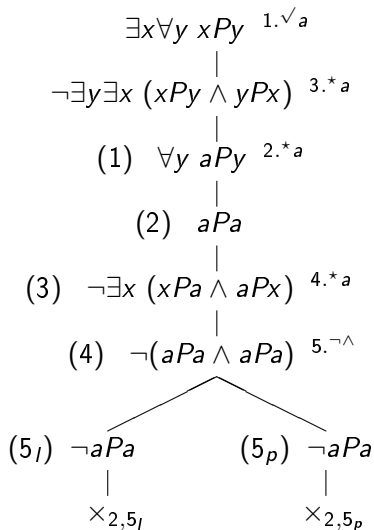 ∃x∀y xPy 1.√a
¬∃y∃x (xPy ∧ yPx) 3.⋆a
(1) ∀y aPy 2.⋆a
(2) aPa
(3) ¬∃x (xPa ∧ aPx) 4.⋆a
(4) ¬(aPa ∧ aPa) 5.¬∧
(5l) ¬aPa (5p) ¬aPa
×2,5l ×2,5p